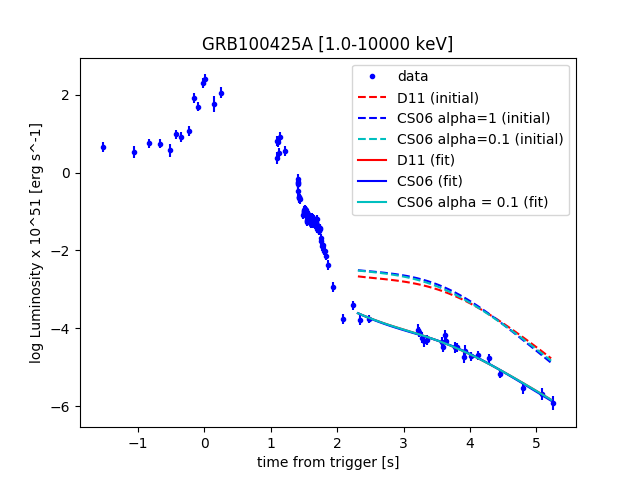 GRB100425A [1.0-10000 keV]
data
D11 (initial)
CS06 alpha=1 (initial)
CS06 alpha=0.1 (initial)
D11 (fit)
CS06 (fit)
CS06 alpha = 0.1 (fit)
log Luminosity x 10^51 [erg s^-1]
2
0
−2
−4
−6
−1 0 1 2 3 4 5
time from trigger [s]